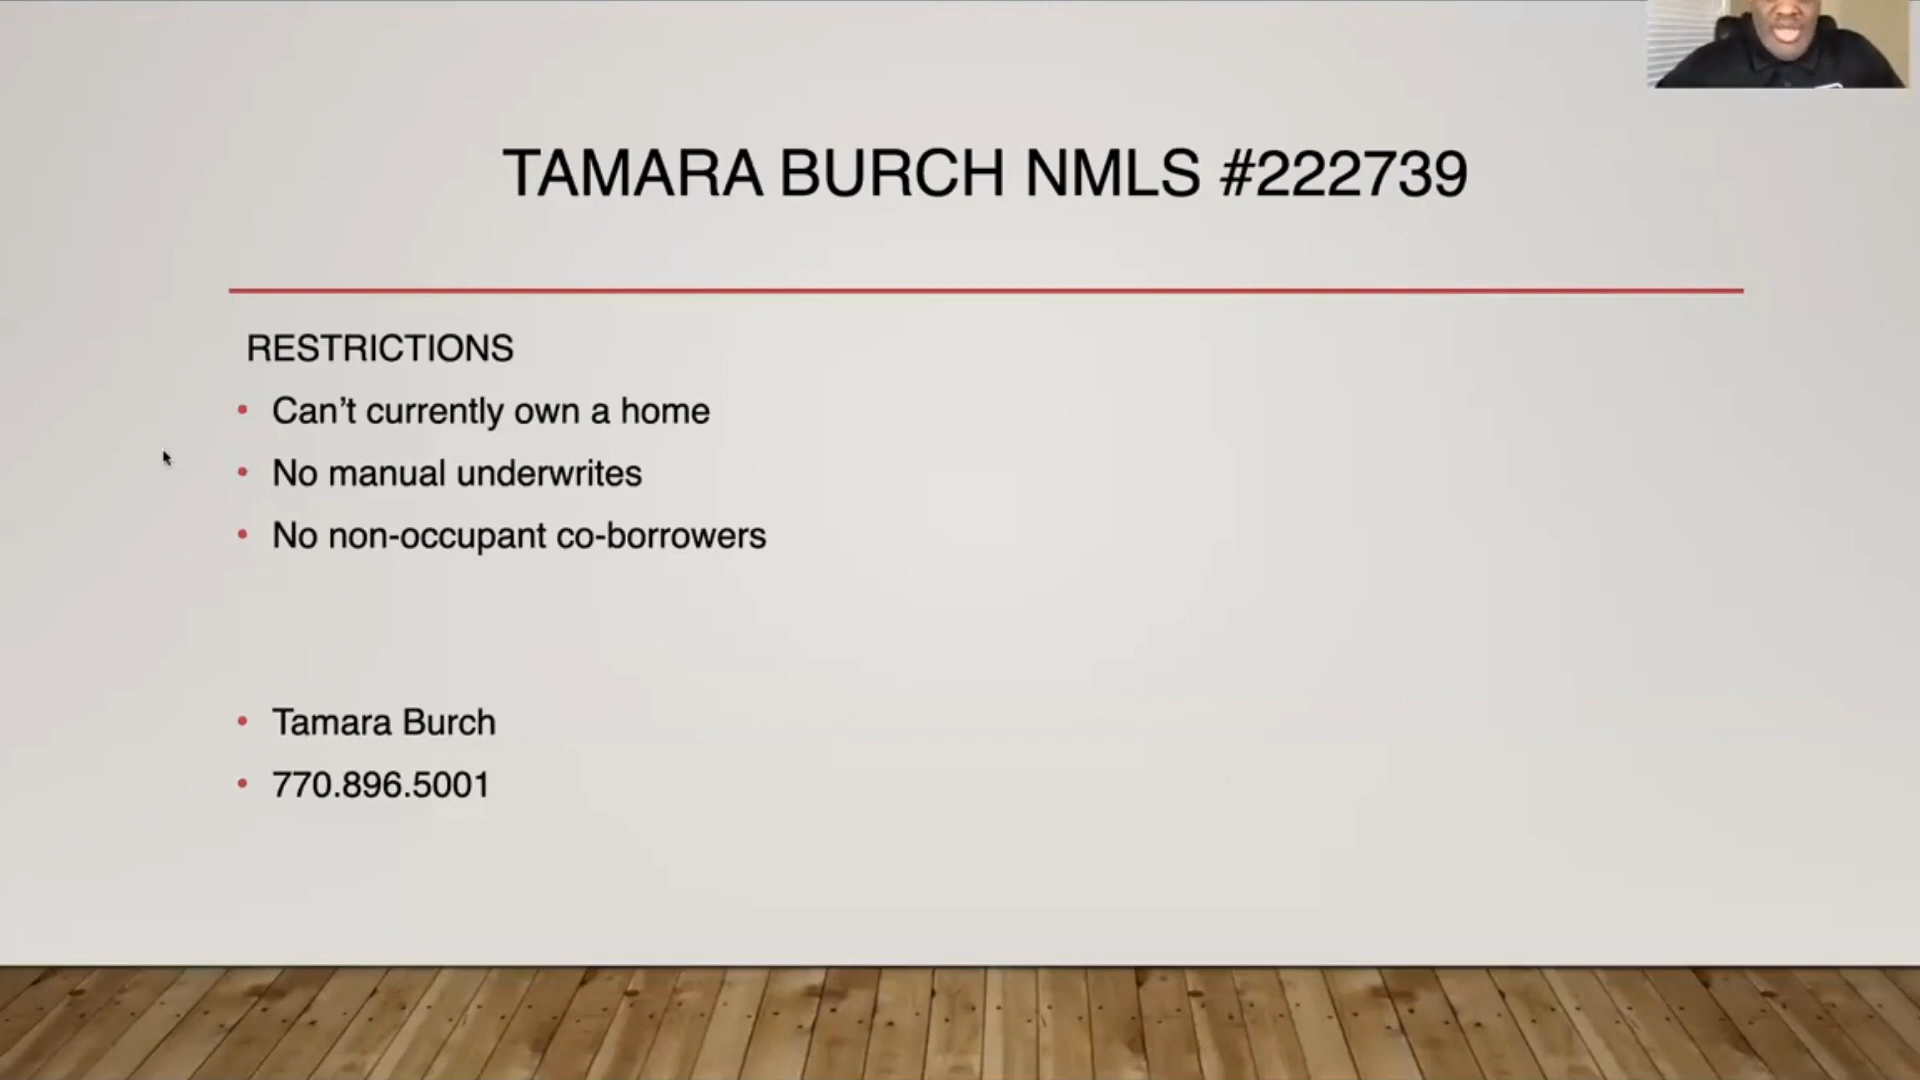 TAMARA BURCH NMLS #222739
RESTRICTIONS
• Can’t currently own a home
• No manual underwrites
• No non-occupant co-borrowers
• Tamara Burch
• 770.896.5001